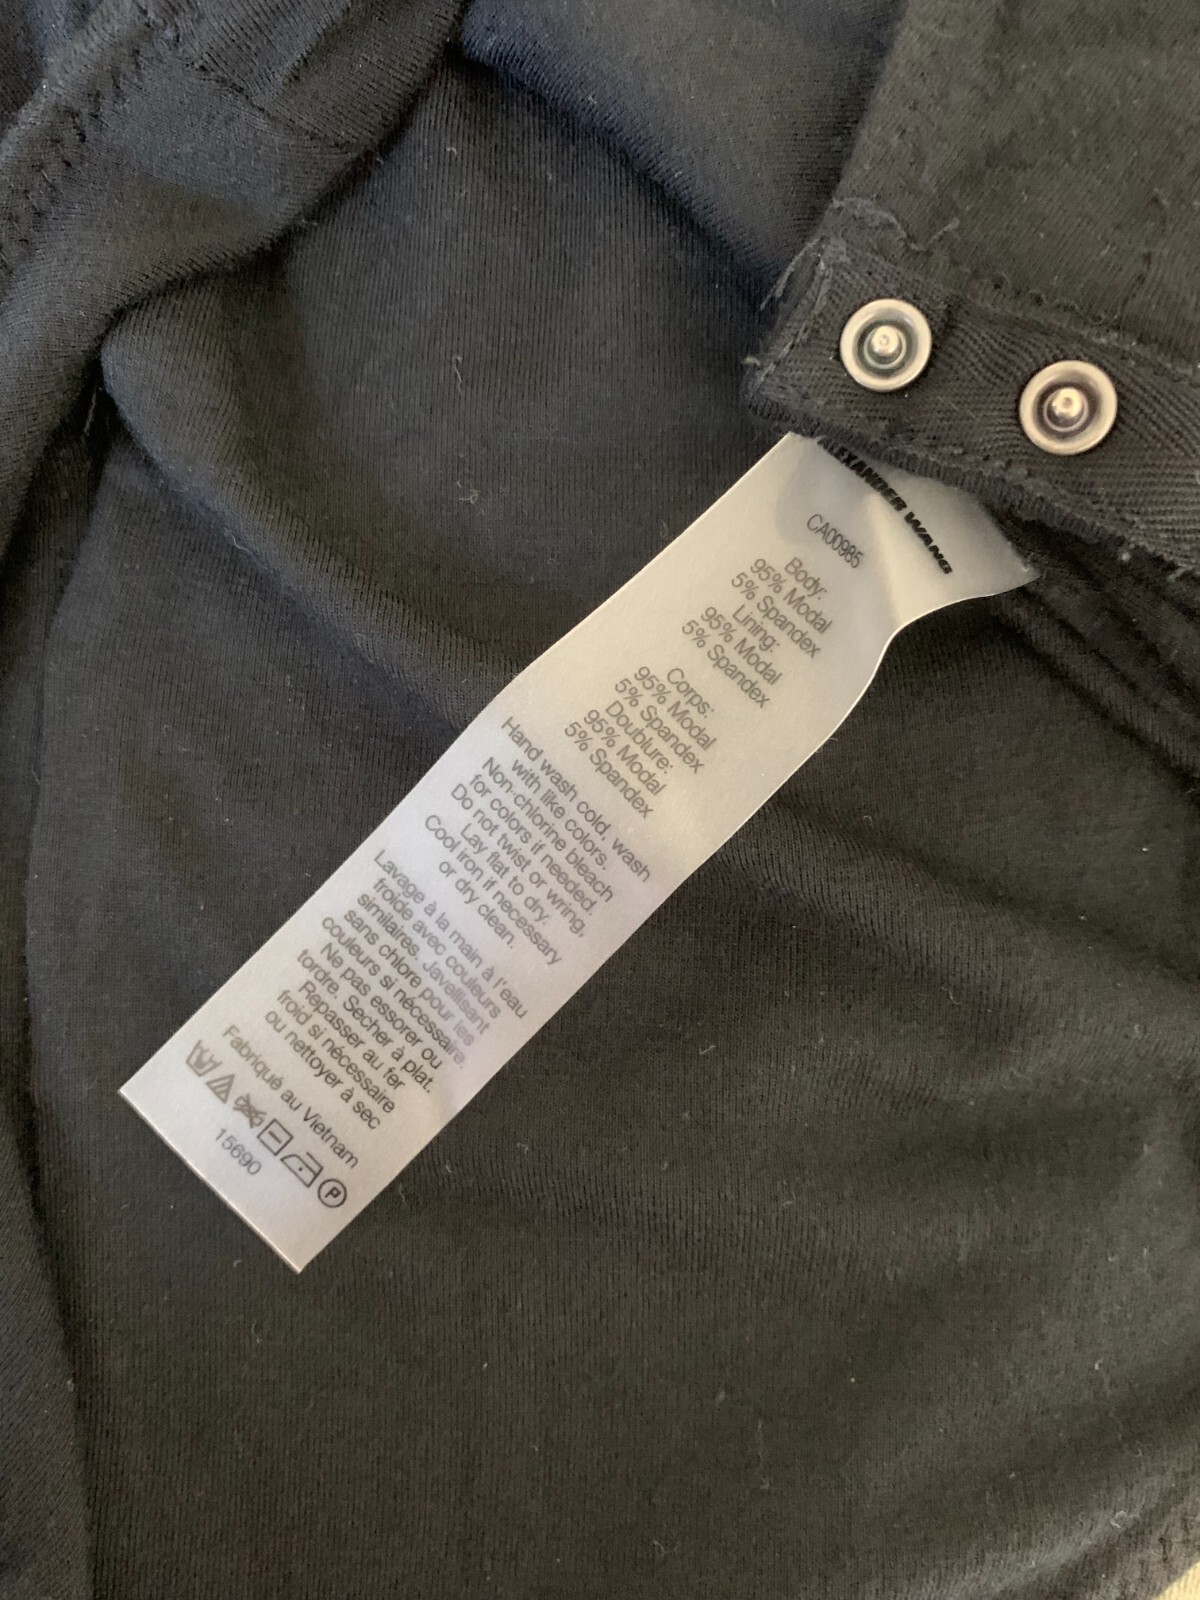 ALEXANDER WANG
CA00985
Body:
95% Modal
5% Spandex
Lining:
95% Modal
5% Spandex
Corps:
95% Modal
5% Spandex
Doublure:
95% Modal
5% Spandex
Hand wash cold, wash
with like colors.
Non-chlorine bleach
for colors if needed.
Do not twist or wring,
Lay flat to dry.
Cool iron if necessary
or dry clean.
Lavage à la main à l'eau
froide avec couleurs
similaires. Javellisant
sans chlore pour les
couleurs si nécessaire.
Ne pas essorer ou
tordre. Secher à plat.
Repasser au fer
froid si nécessaire
ou nettoyer à sec
Fabriqué au Vietnam
P
15690